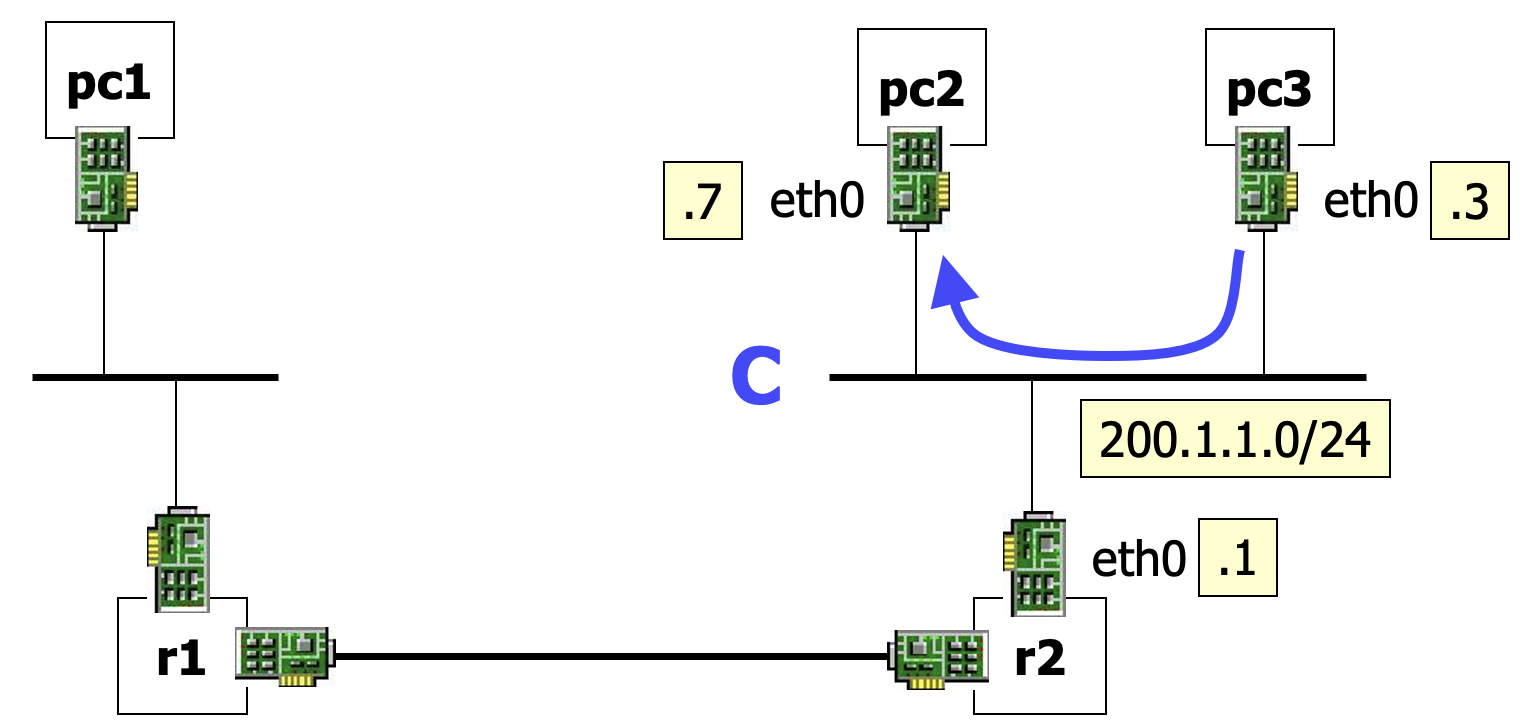 pc1
pc2
pc3
.7
eth0
eth0
.3
C
200.1.1.0/24
eth0
.1
r1
r2